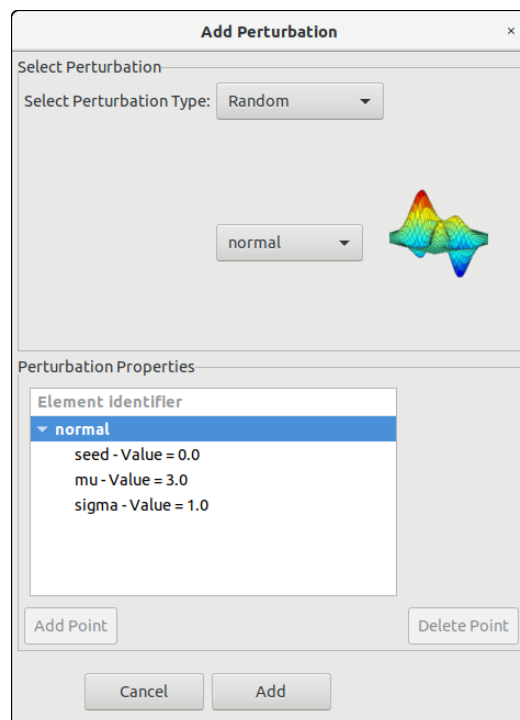 Add Perturbation ×
Select Perturbation
Select Perturbation Type: Random
normal
Perturbation Properties
Element identifier
normal
seed - Value = 0.0
mu - Value = 3.0
sigma - Value = 1.0
Add Point Delete Point
Cancel Add